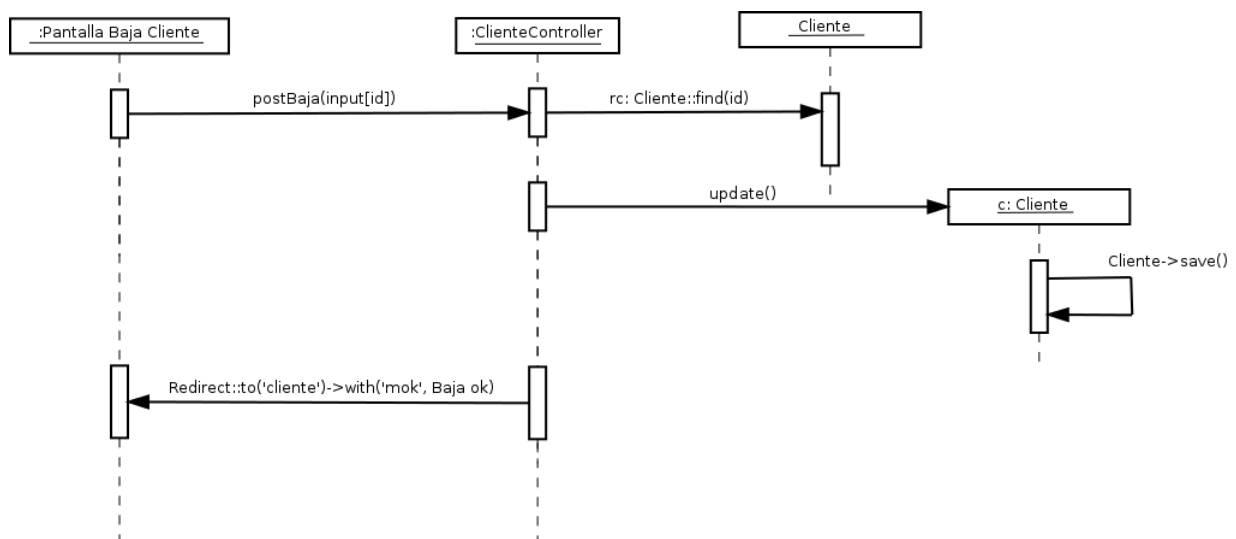 :Pantalla Baja Cliente
:ClienteController
Cliente
postBaja(input[id])
rc: Cliente::find(id)
update()
c: Cliente
Cliente->save()
Redirect::to('cliente')->with('mok', Baja ok)